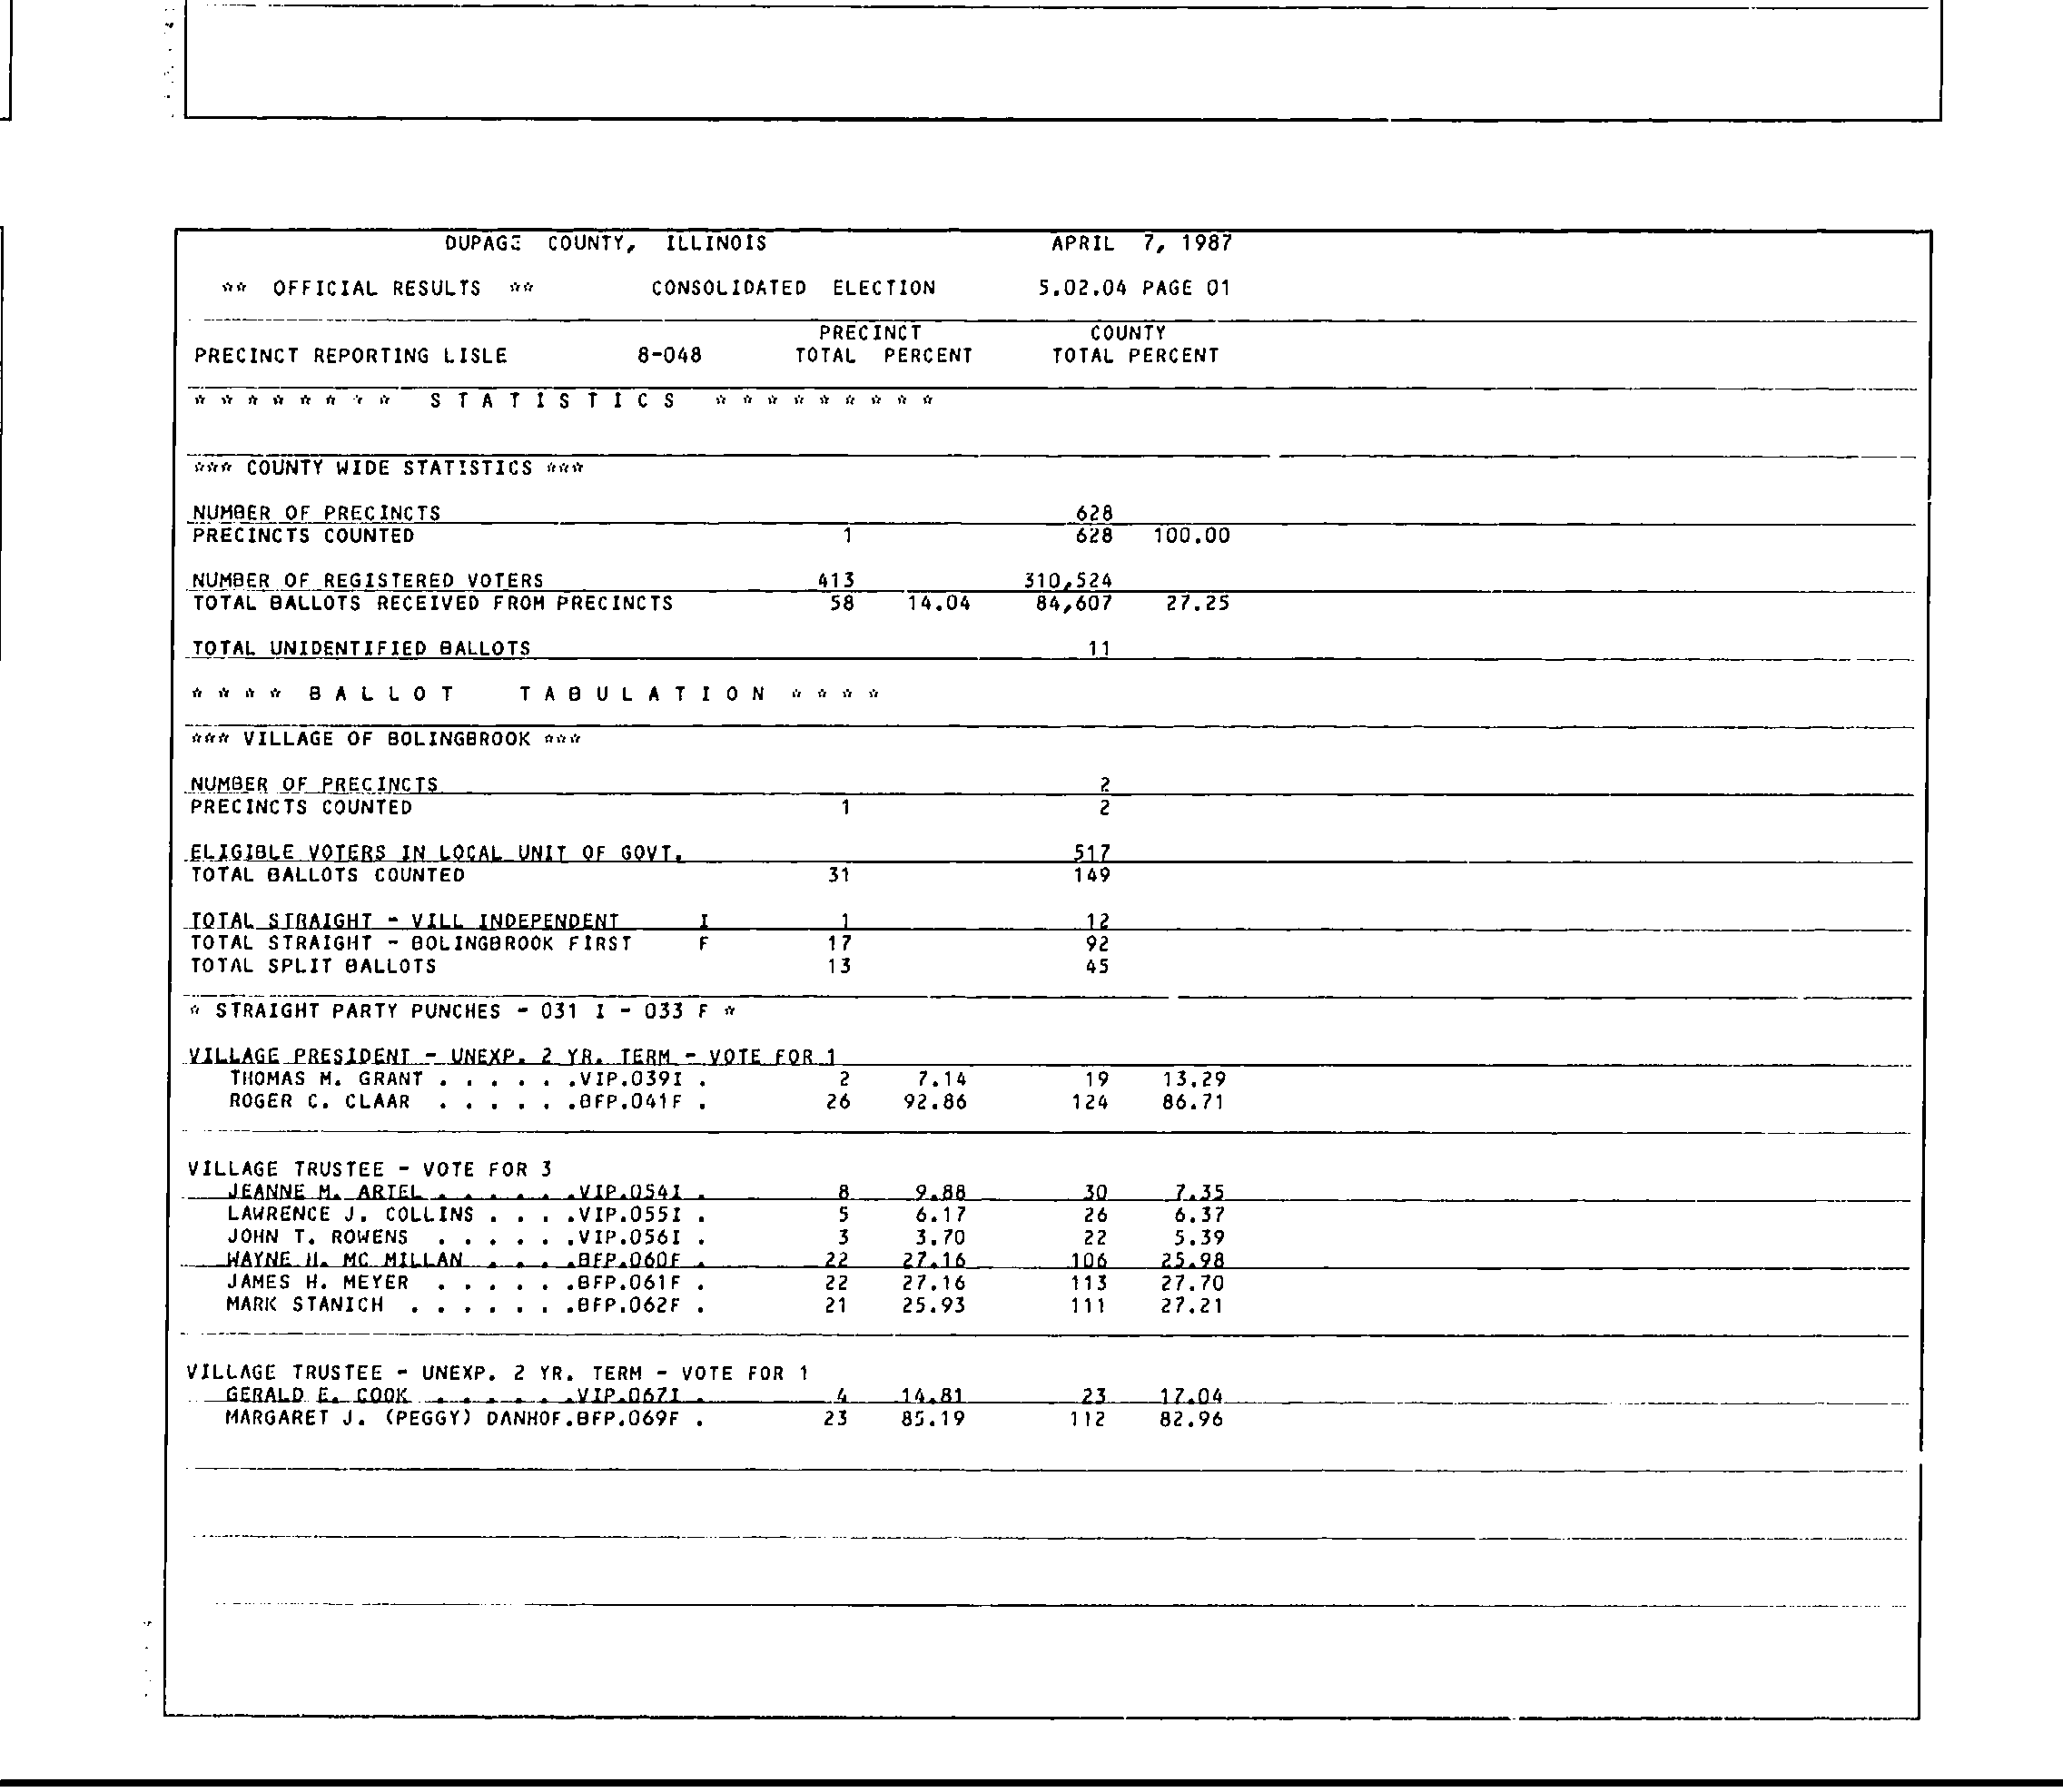 DUPAGE COUNTY, ILLINOIS APRIL 7, 1987
** OFFICIAL RESULTS ** CONSOLIDATED ELECTION 5.02.04 PAGE 01
PRECINCT COUNTY
PRECINCT REPORTING LISLE 8-048 TOTAL PERCENT TOTAL PERCENT
* * * * * * * * S T A T I S T I C S * * * * * * * * *
*** COUNTY WIDE STATISTICS ***
NUMBER OF PRECINCTS 628
PRECINCTS COUNTED 1 628 100.00
NUMBER OF REGISTERED VOTERS 413 310,524
TOTAL BALLOTS RECEIVED FROM PRECINCTS 58 14.04 84,607 27.25
TOTAL UNIDENTIFIED BALLOTS 11
* * * * B A L L O T T A B U L A T I O N * * * *
*** VILLAGE OF BOLINGBROOK ***
NUMBER OF PRECINCTS 2
PRECINCTS COUNTED 1 2
ELIGIBLE VOTERS IN LOCAL UNIT OF GOVT. 517
TOTAL BALLOTS COUNTED 31 149
TOTAL STRAIGHT - VILL INDEPENDENT I 1 12
TOTAL STRAIGHT - BOLINGBROOK FIRST F 17 92
TOTAL SPLIT BALLOTS 13 45
* STRAIGHT PARTY PUNCHES - 031 I - 033 F *
VILLAGE PRESIDENT - UNEXP. 2 YR. TERM - VOTE FOR 1
THOMAS M. GRANT . . . . . .VIP.039I . 2 7.14 19 13.29
ROGER C. CLAAR . . . . . .BFP.041F . 26 92.86 124 86.71
VILLAGE TRUSTEE - VOTE FOR 3
JEANNE M. ARTEL . . . . . .VIP.054I . 8 9.88 30 7.35
LAWRENCE J. COLLINS . . . .VIP.055I . 5 6.17 26 6.37
JOHN T. ROWENS . . . . . .VIP.056I . 3 3.70 22 5.39
WAYNE H. MC MILLAN . . . .BFP.060F . 22 27.16 106 25.98
JAMES H. MEYER . . . . . .BFP.061F . 22 27.16 113 27.70
MARK STANICH . . . . . . .BFP.062F . 21 25.93 111 27.21
VILLAGE TRUSTEE - UNEXP. 2 YR. TERM - VOTE FOR 1
GERALD E. COOK . . . . . .VIP.067I . 4 14.81 23 17.04
MARGARET J. (PEGGY) DANHOF.BFP.069F . 23 85.19 112 82.96